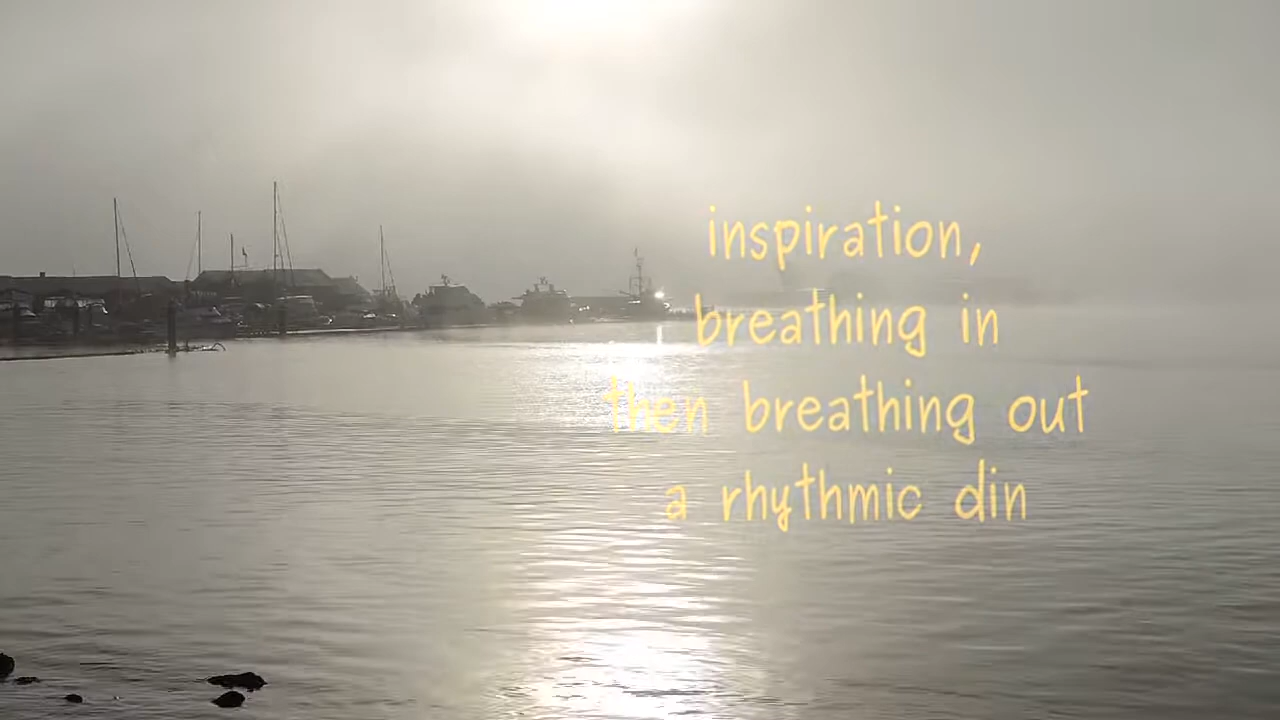 inspiration,
breathing in
then breathing out
a rhythmic din